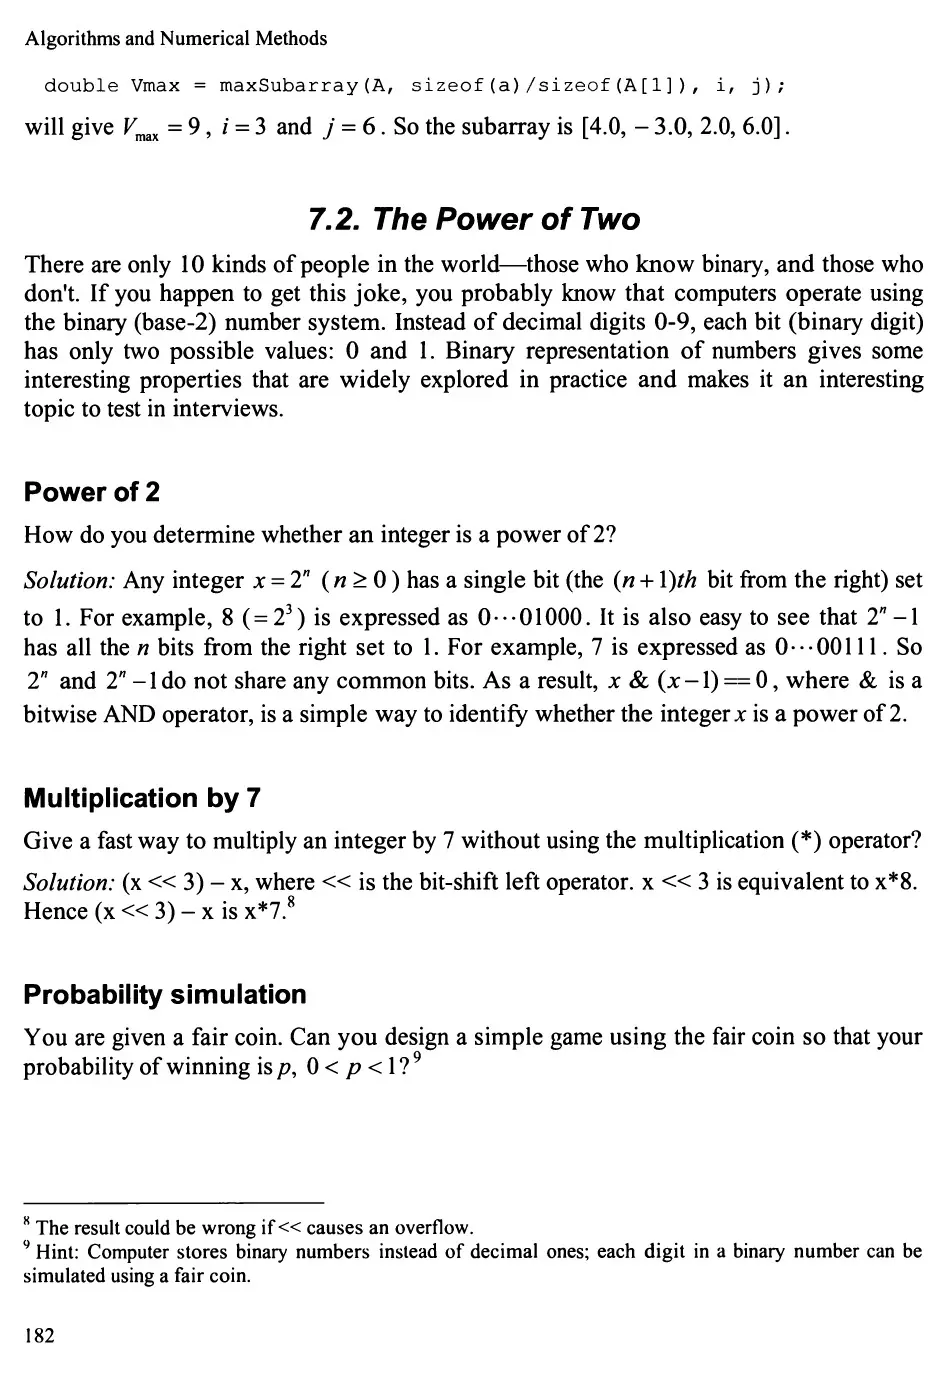 Algorithms and Numerical Methods
double Vmax = maxSubarray(A, sizeof(a)/sizeof(A[1]), i, j);
will give Vmax = 9, i = 3 and j = 6. So the subarray is [4.0, −3.0, 2.0, 6.0].
7.2. The Power of Two
There are only 10 kinds of people in the world—those who know binary, and those who
don't. If you happen to get this joke, you probably know that computers operate using
the binary (base-2) number system. Instead of decimal digits 0-9, each bit (binary digit)
has only two possible values: 0 and 1. Binary representation of numbers gives some
interesting properties that are widely explored in practice and makes it an interesting
topic to test in interviews.
Power of 2
How do you determine whether an integer is a power of 2?
Solution: Any integer x = 2ⁿ (n ≥ 0) has a single bit (the (n+1)th bit from the right) set
to 1. For example, 8 (= 2³) is expressed as 0···01000. It is also easy to see that 2ⁿ −1
has all the n bits from the right set to 1. For example, 7 is expressed as 0···00111. So
2ⁿ and 2ⁿ −1do not share any common bits. As a result, x & (x−1) == 0, where & is a
bitwise AND operator, is a simple way to identify whether the integer x is a power of 2.
Multiplication by 7
Give a fast way to multiply an integer by 7 without using the multiplication (*) operator?
Solution: (x << 3) – x, where << is the bit-shift left operator. x << 3 is equivalent to x*8.
Hence (x << 3) – x is x*7.⁸
Probability simulation
You are given a fair coin. Can you design a simple game using the fair coin so that your
probability of winning is p, 0 < p < 1?⁹
⁸ The result could be wrong if << causes an overflow.
⁹ Hint: Computer stores binary numbers instead of decimal ones; each digit in a binary number can be
simulated using a fair coin.
182